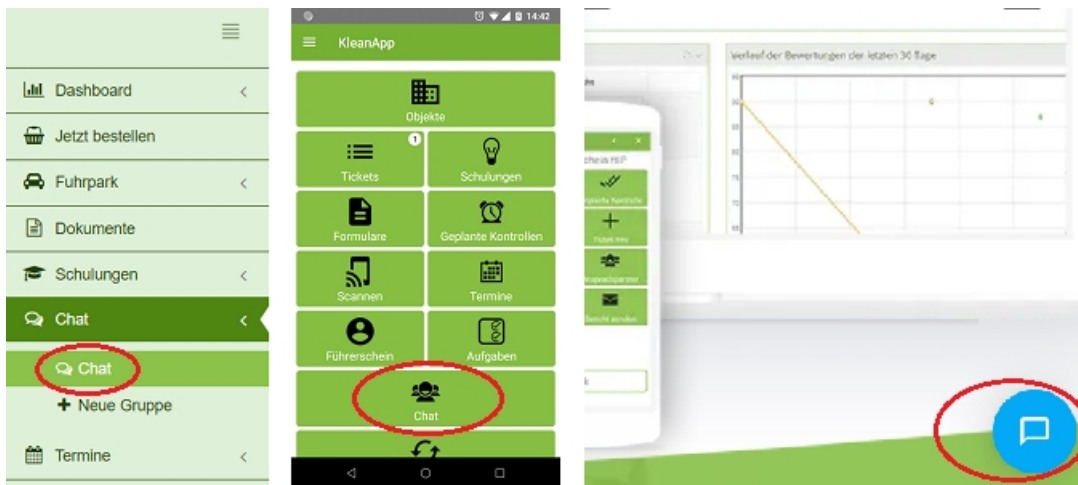 Dashboard
Jetzt bestellen
Fuhrpark
Dokumente
Schulungen
Chat
Chat
+ Neue Gruppe
Termine
14:42
KleanApp
Objekte
1
Tickets
Schulungen
Formulare
Geplante Kontrollen
Scannen
Termine
Führerschein
Aufgaben
Chat
Verlauf der Bewertungen der letzten 30 Tage